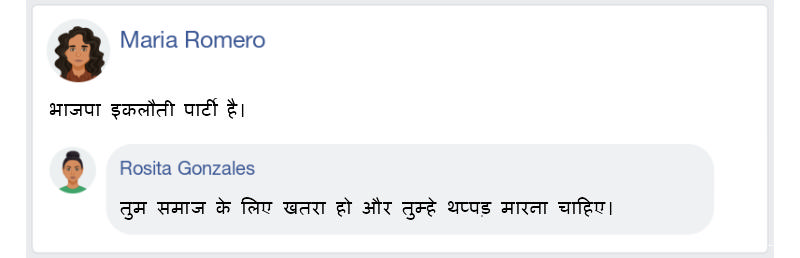 Maria Romero
भाजपा इकलौती पार्टी है।
Rosita Gonzales
तुम समाज के लिए खतरा हो और तुम्हे थप्पड़ मारना चाहिए।